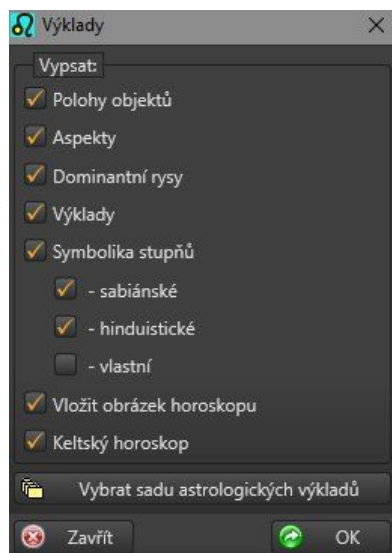 Výklady
Vypsat:
Polohy objektů
Aspekty
Dominantní rysy
Výklady
Symbolika stupňů
- sabiánské
- hinduistické
- vlastní
Vložit obrázek horoskopu
Keltský horoskop
Vybrat sadu astrologických výkladů
Zavřít OK